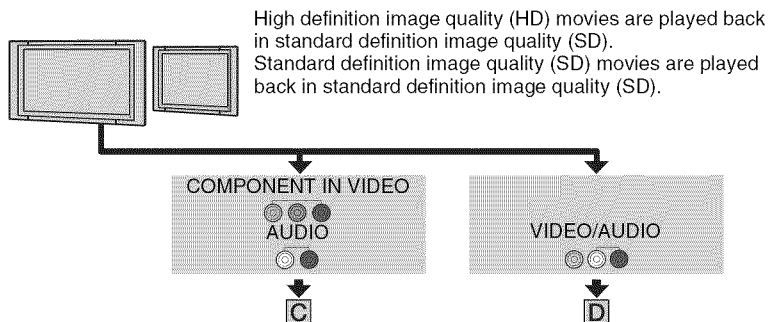 High definition image quality (HD) movies are played back
in standard definition image quality (SD).
Standard definition image quality (SD) movies are played
back in standard definition image quality (SD).
COMPONENT IN VIDEO
AUDIO
VIDEO/AUDIO
C
D